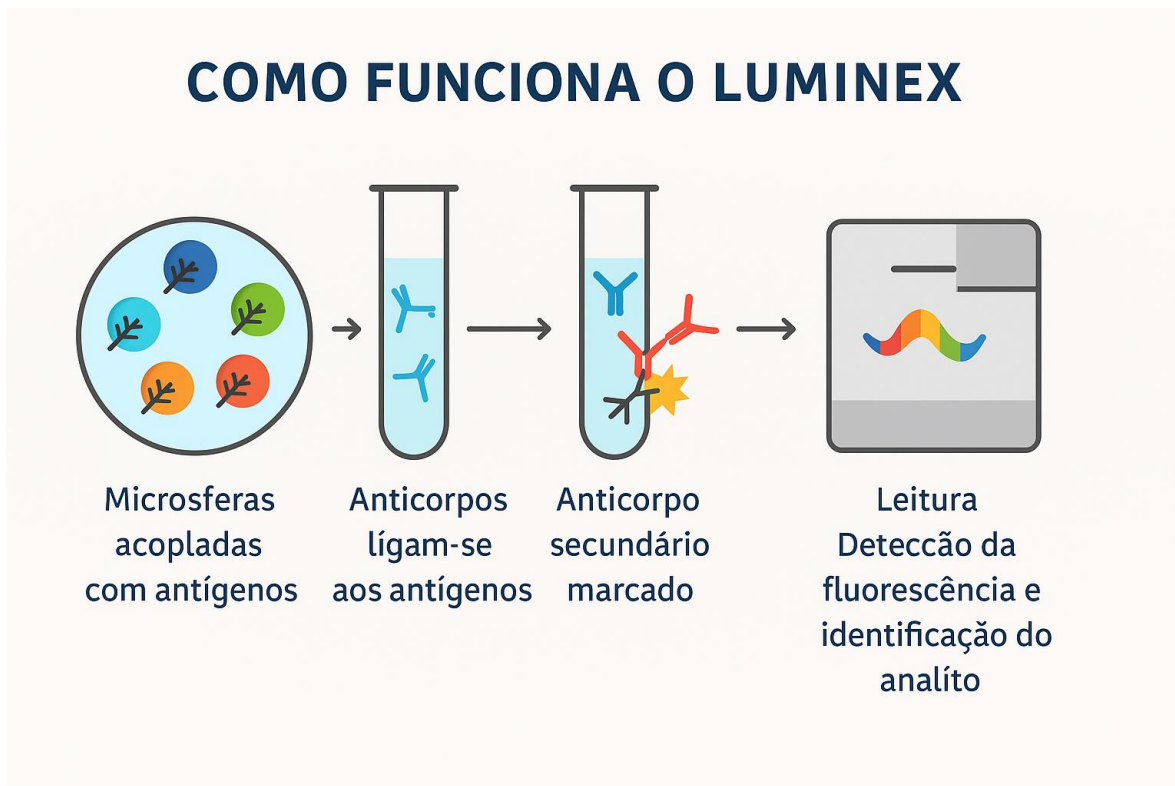 COMO FUNCIONA O LUMINEX
Microsferas
acopladas
com antígenos
Anticorpos
lígam-se
aos antígenos
Anticorpo
secundário
marcado
Leitura
Deteccão da
fluorescência e
identificaçǎo do
analíto